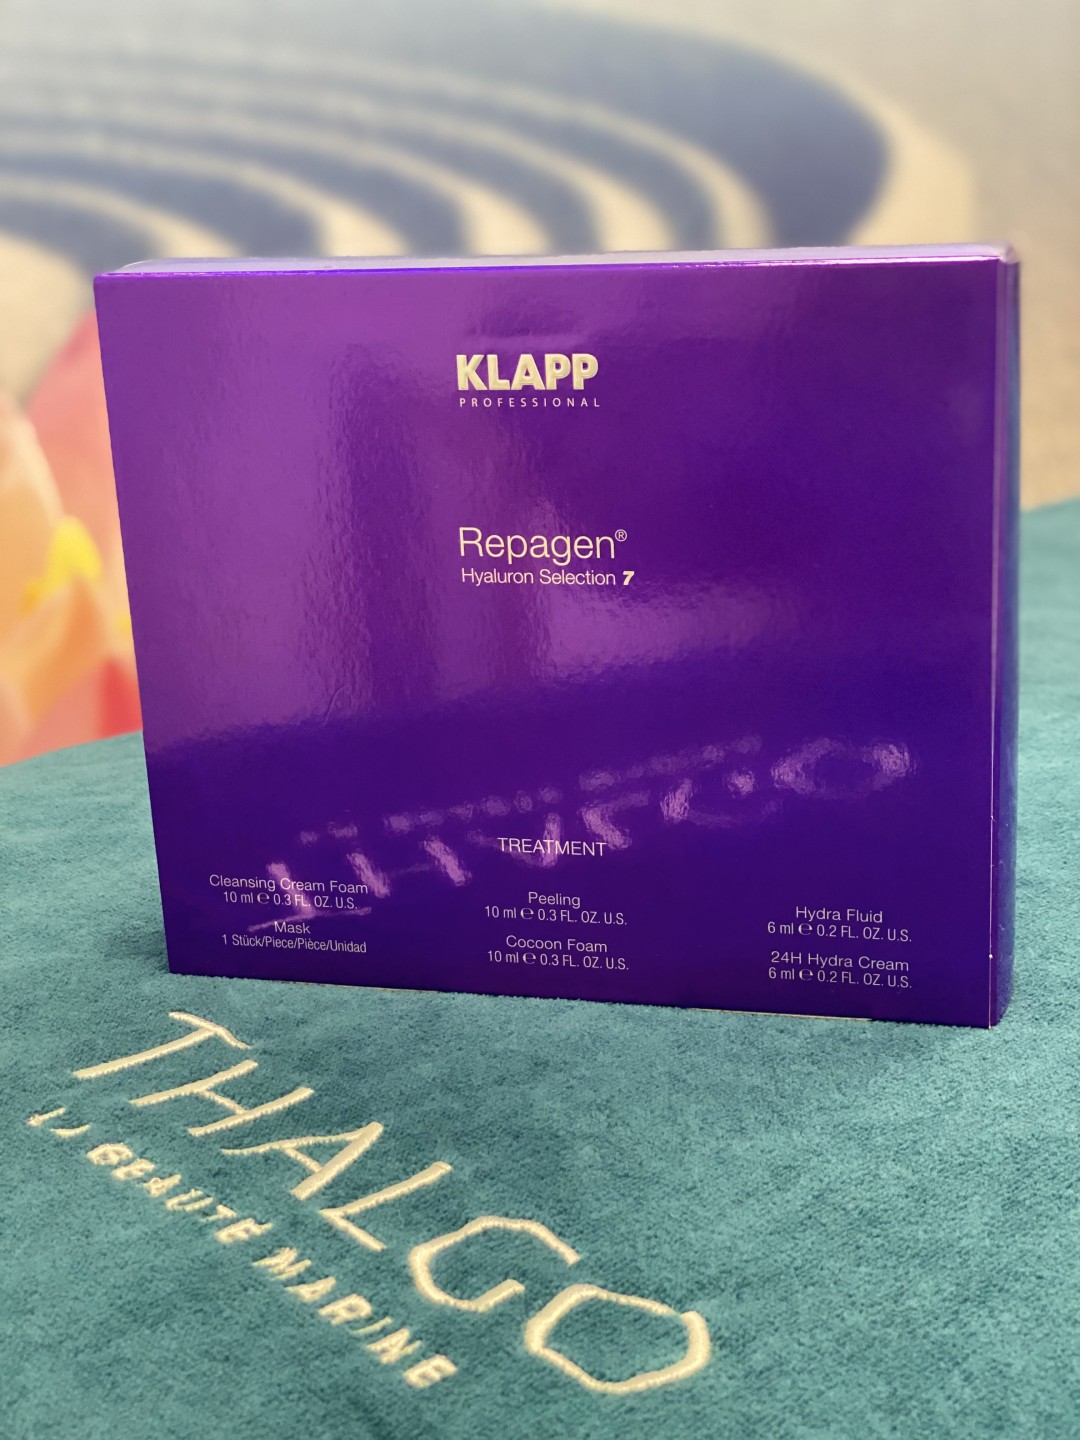 KLAPP
PROFESSIONAL
Repagen®
Hyaluron Selection 7
TREATMENT
Cleansing Cream Foam
10 ml ℮ 0.3 FL. OZ. U.S.
Mask
1 Stück/Piece/Pièce/Unidad
Peeling
10 ml ℮ 0.3 FL. OZ. U.S.
Cocoon Foam
10 ml ℮ 0.3 FL. OZ. U.S.
Hydra Fluid
6 ml ℮ 0.2 FL. OZ. U.S.
24H Hydra Cream
6 ml ℮ 0.2 FL. OZ. U.S.
THALGO
LA BEAUTÉ MARINE